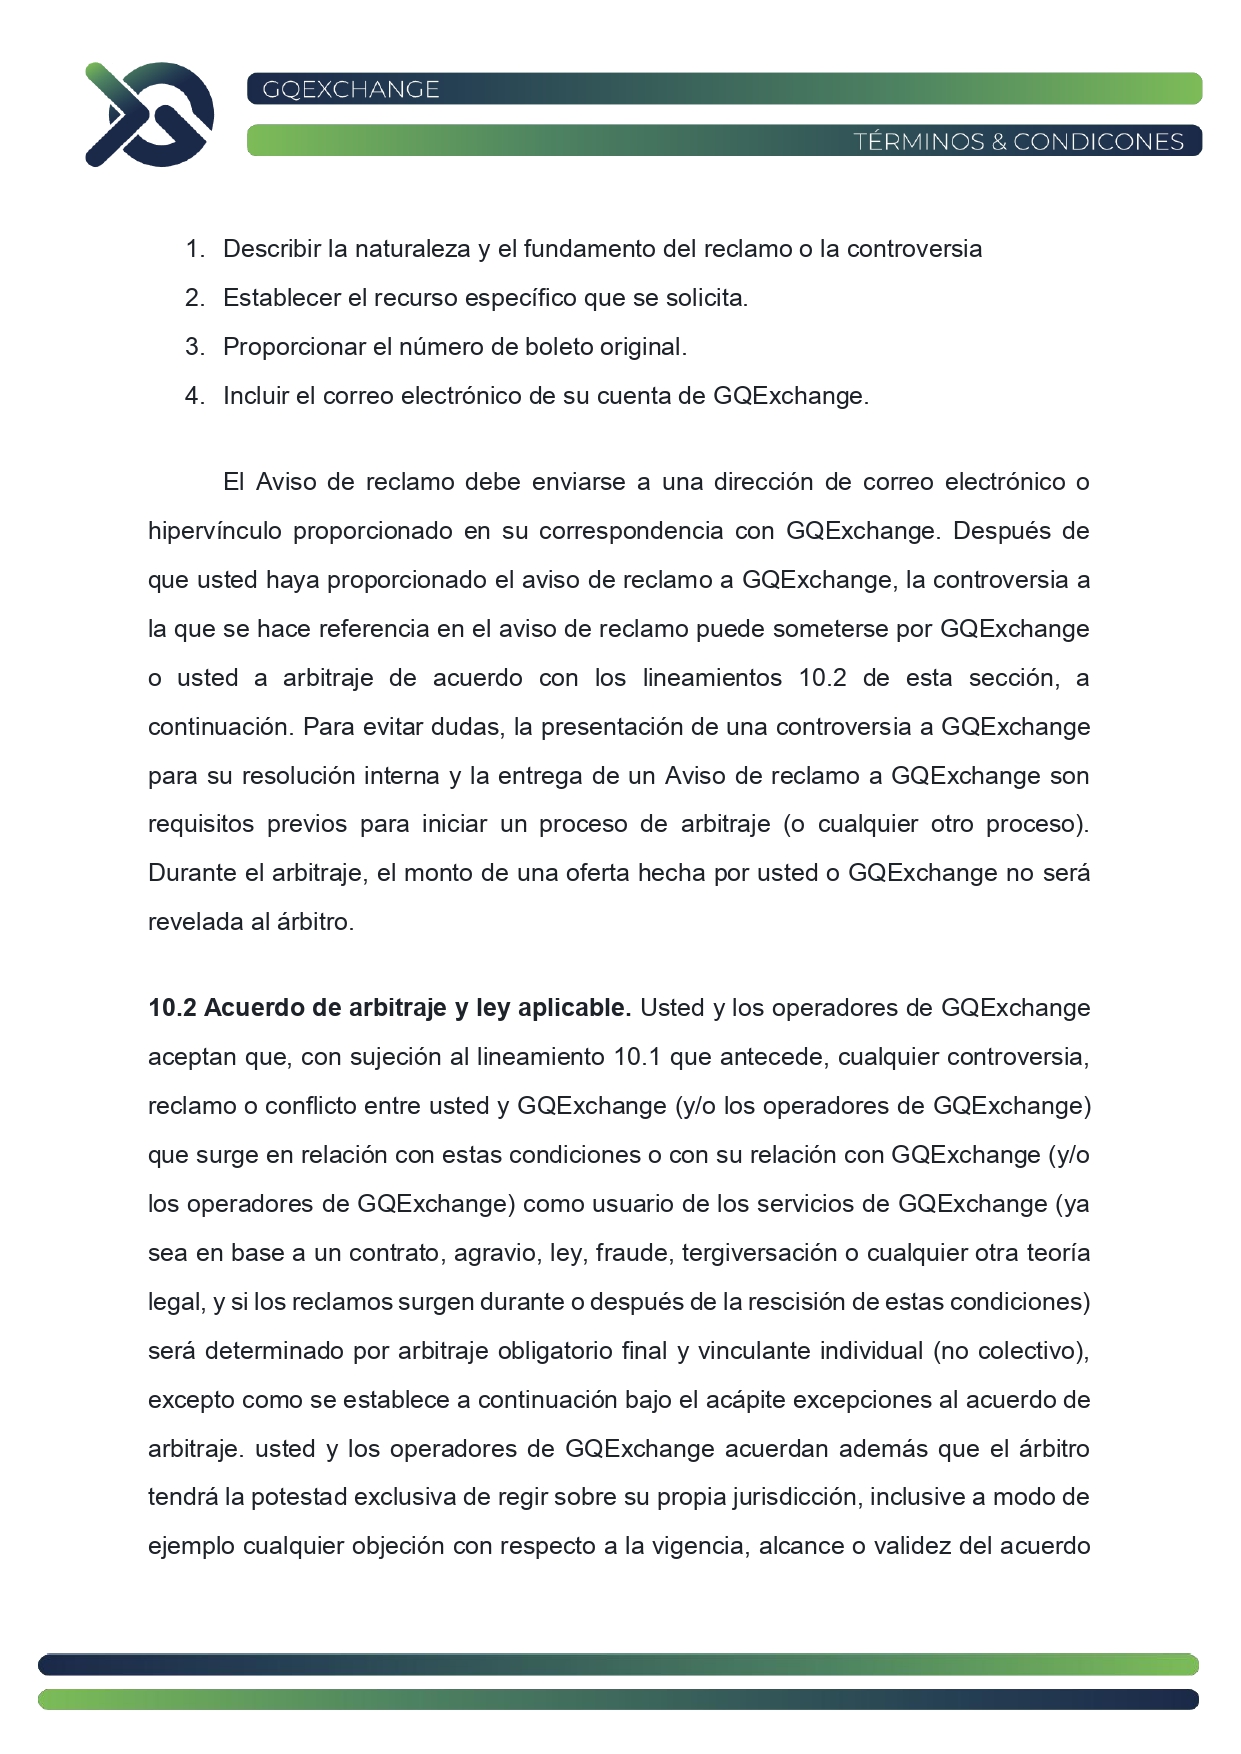 GQEXCHANGE
TÉRMINOS & CONDICONES
1. Describir la naturaleza y el fundamento del reclamo o la controversia
2. Establecer el recurso específico que se solicita.
3. Proporcionar el número de boleto original.
4. Incluir el correo electrónico de su cuenta de GQExchange.
El Aviso de reclamo debe enviarse a una dirección de correo electrónico o
hipervínculo proporcionado en su correspondencia con GQExchange. Después de
que usted haya proporcionado el aviso de reclamo a GQExchange, la controversia a
la que se hace referencia en el aviso de reclamo puede someterse por GQExchange
o usted a arbitraje de acuerdo con los lineamientos 10.2 de esta sección, a
continuación. Para evitar dudas, la presentación de una controversia a GQExchange
para su resolución interna y la entrega de un Aviso de reclamo a GQExchange son
requisitos previos para iniciar un proceso de arbitraje (o cualquier otro proceso).
Durante el arbitraje, el monto de una oferta hecha por usted o GQExchange no será
revelada al árbitro.
10.2 Acuerdo de arbitraje y ley aplicable. Usted y los operadores de GQExchange
aceptan que, con sujeción al lineamiento 10.1 que antecede, cualquier controversia,
reclamo o conflicto entre usted y GQExchange (y/o los operadores de GQExchange)
que surge en relación con estas condiciones o con su relación con GQExchange (y/o
los operadores de GQExchange) como usuario de los servicios de GQExchange (ya
sea en base a un contrato, agravio, ley, fraude, tergiversación o cualquier otra teoría
legal, y si los reclamos surgen durante o después de la rescisión de estas condiciones)
será determinado por arbitraje obligatorio final y vinculante individual (no colectivo),
excepto como se establece a continuación bajo el acápite excepciones al acuerdo de
arbitraje. usted y los operadores de GQExchange acuerdan además que el árbitro
tendrá la potestad exclusiva de regir sobre su propia jurisdicción, inclusive a modo de
ejemplo cualquier objeción con respecto a la vigencia, alcance o validez del acuerdo